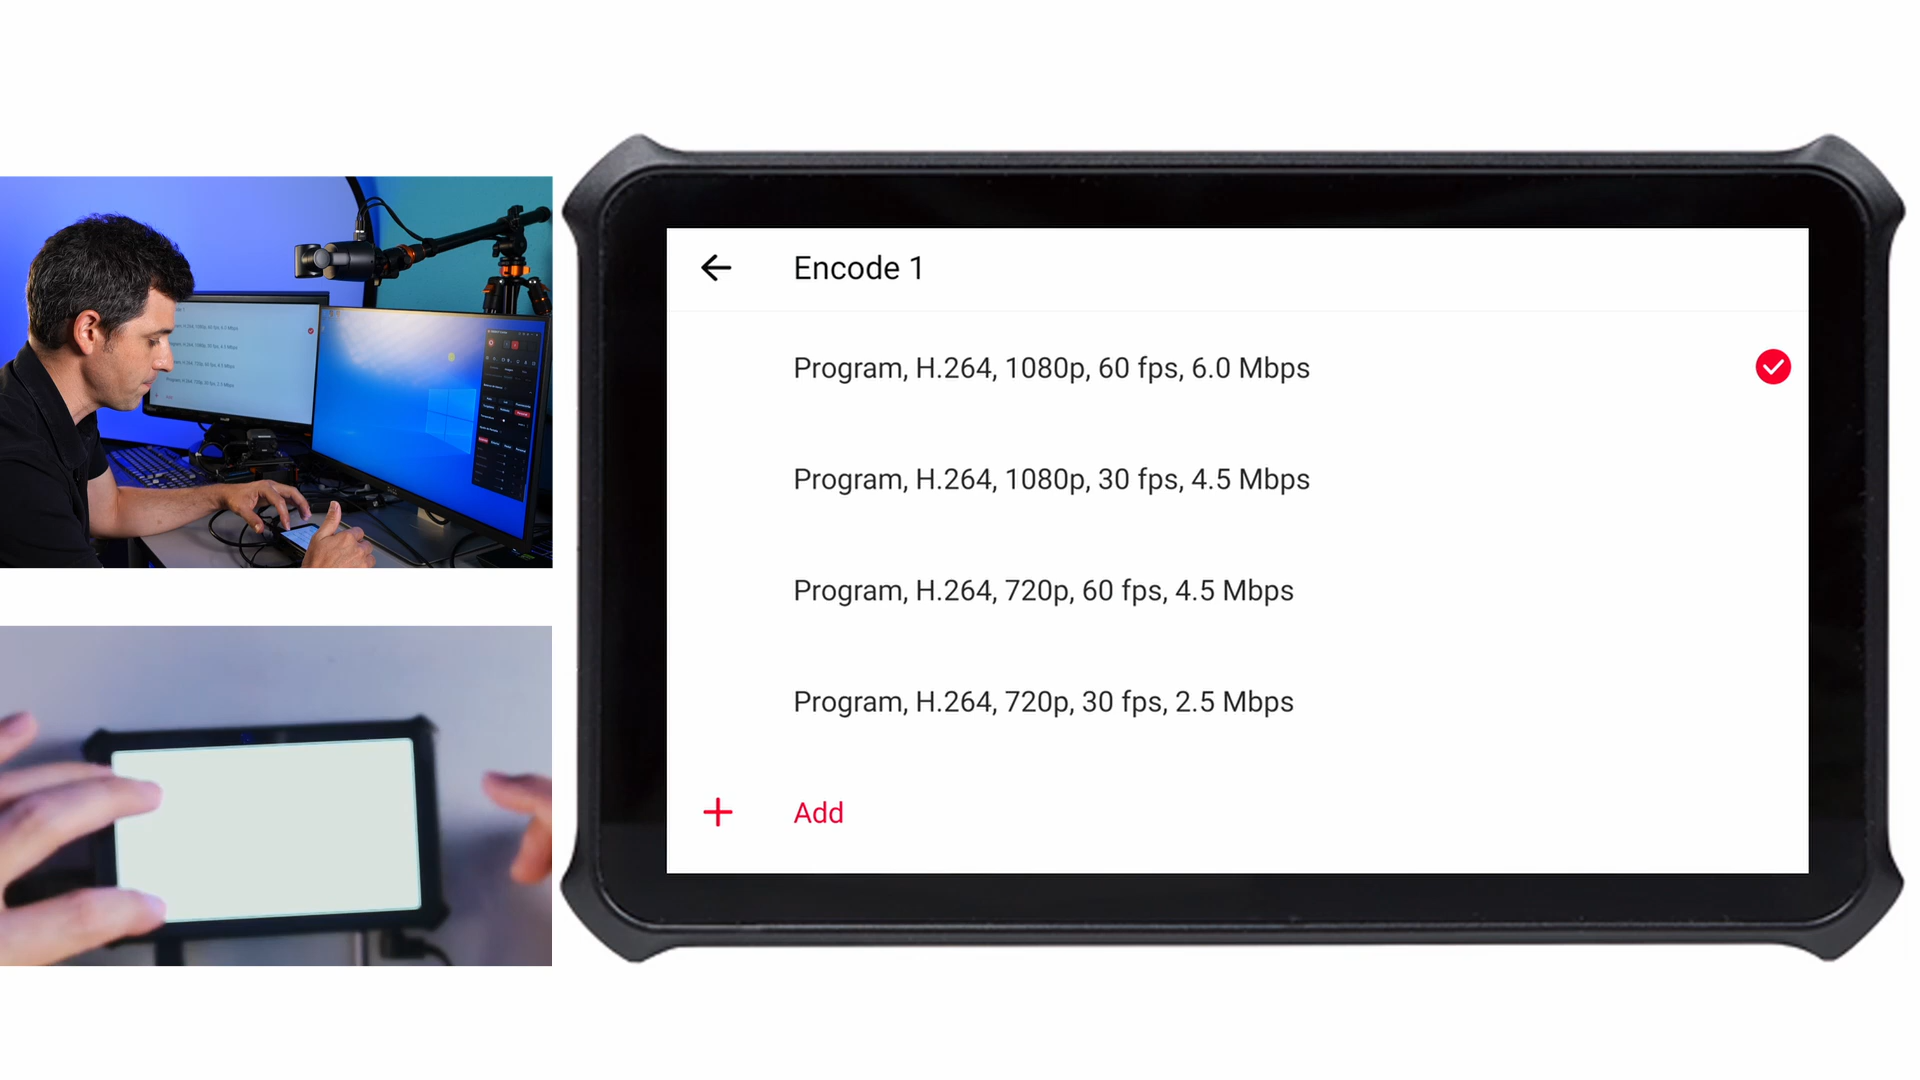 Encode 1
Program, H.264, 1080p, 60 fps, 6.0 Mbps
Program, H.264, 1080p, 30 fps, 4.5 Mbps
Program, H.264, 720p, 60 fps, 4.5 Mbps
Program, H.264, 720p, 30 fps, 2.5 Mbps
Add